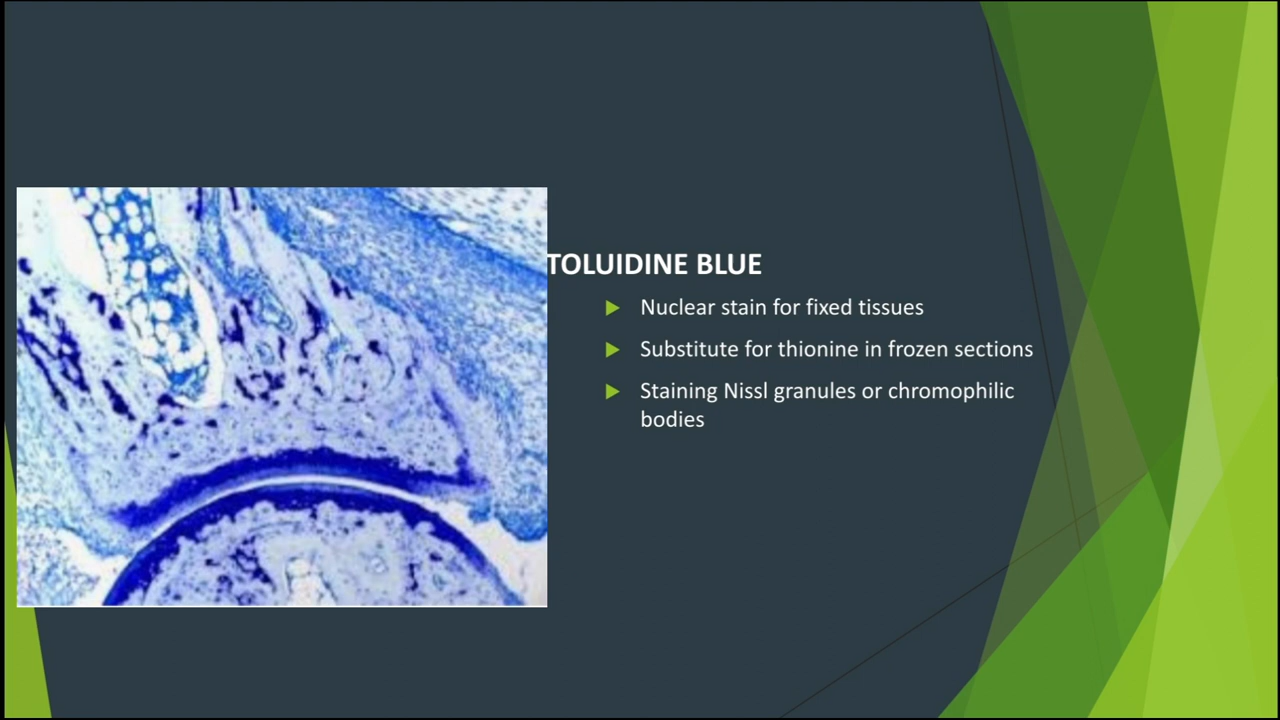 TOLUIDINE BLUE
Nuclear stain for fixed tissues
Substitute for thionine in frozen sections
Staining Nissl granules or chromophilic
bodies